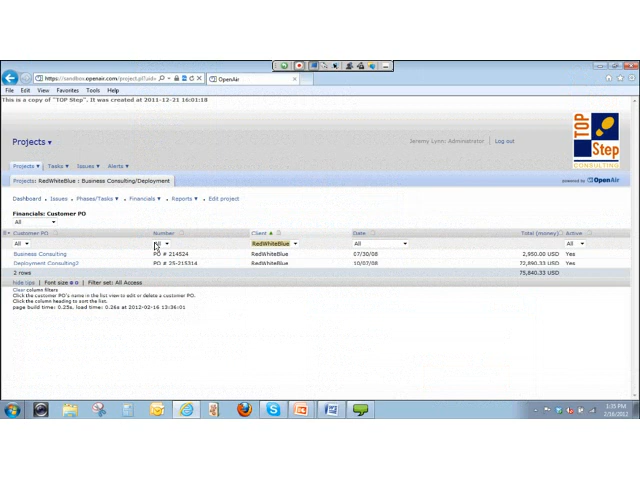 https://sandbox.openair.com/project.pl?uid=
OpenAir
File Edit View Favorites Tools Help
This is a copy of "TOP Step". It was created at 2011-12-21 16:01:18
TOP
Step
CONSULTING
Projects
Jeremy Lynn: Administrator | Log out
Projects Tasks Issues Alerts
Projects: RedWhiteBlue : Business Consulting/Deployment
powered by OpenAir
Dashboard Issues Phases/Tasks Financials Reports Edit project
Financials: Customer PO
All
Customer PO Number Client Date Total (money) Active
All All RedWhiteBlue All All
Business Consulting PO # 214524 RedWhiteBlue 07/30/08 2,950.00 USD Yes
Deployment Consulting2 PO # 25-215314 RedWhiteBlue 10/07/08 72,890.33 USD Yes
2 rows 75,840.33 USD
hide tips | Font size | Filter set: All Access
Clear column filters
Click the customer PO's name in the list view to edit or delete a customer PO.
Click the column heading to sort the list.
page build time: 0.25s, load time: 0.26s at 2012-02-16 13:36:01
1:35 PM
2/16/2012